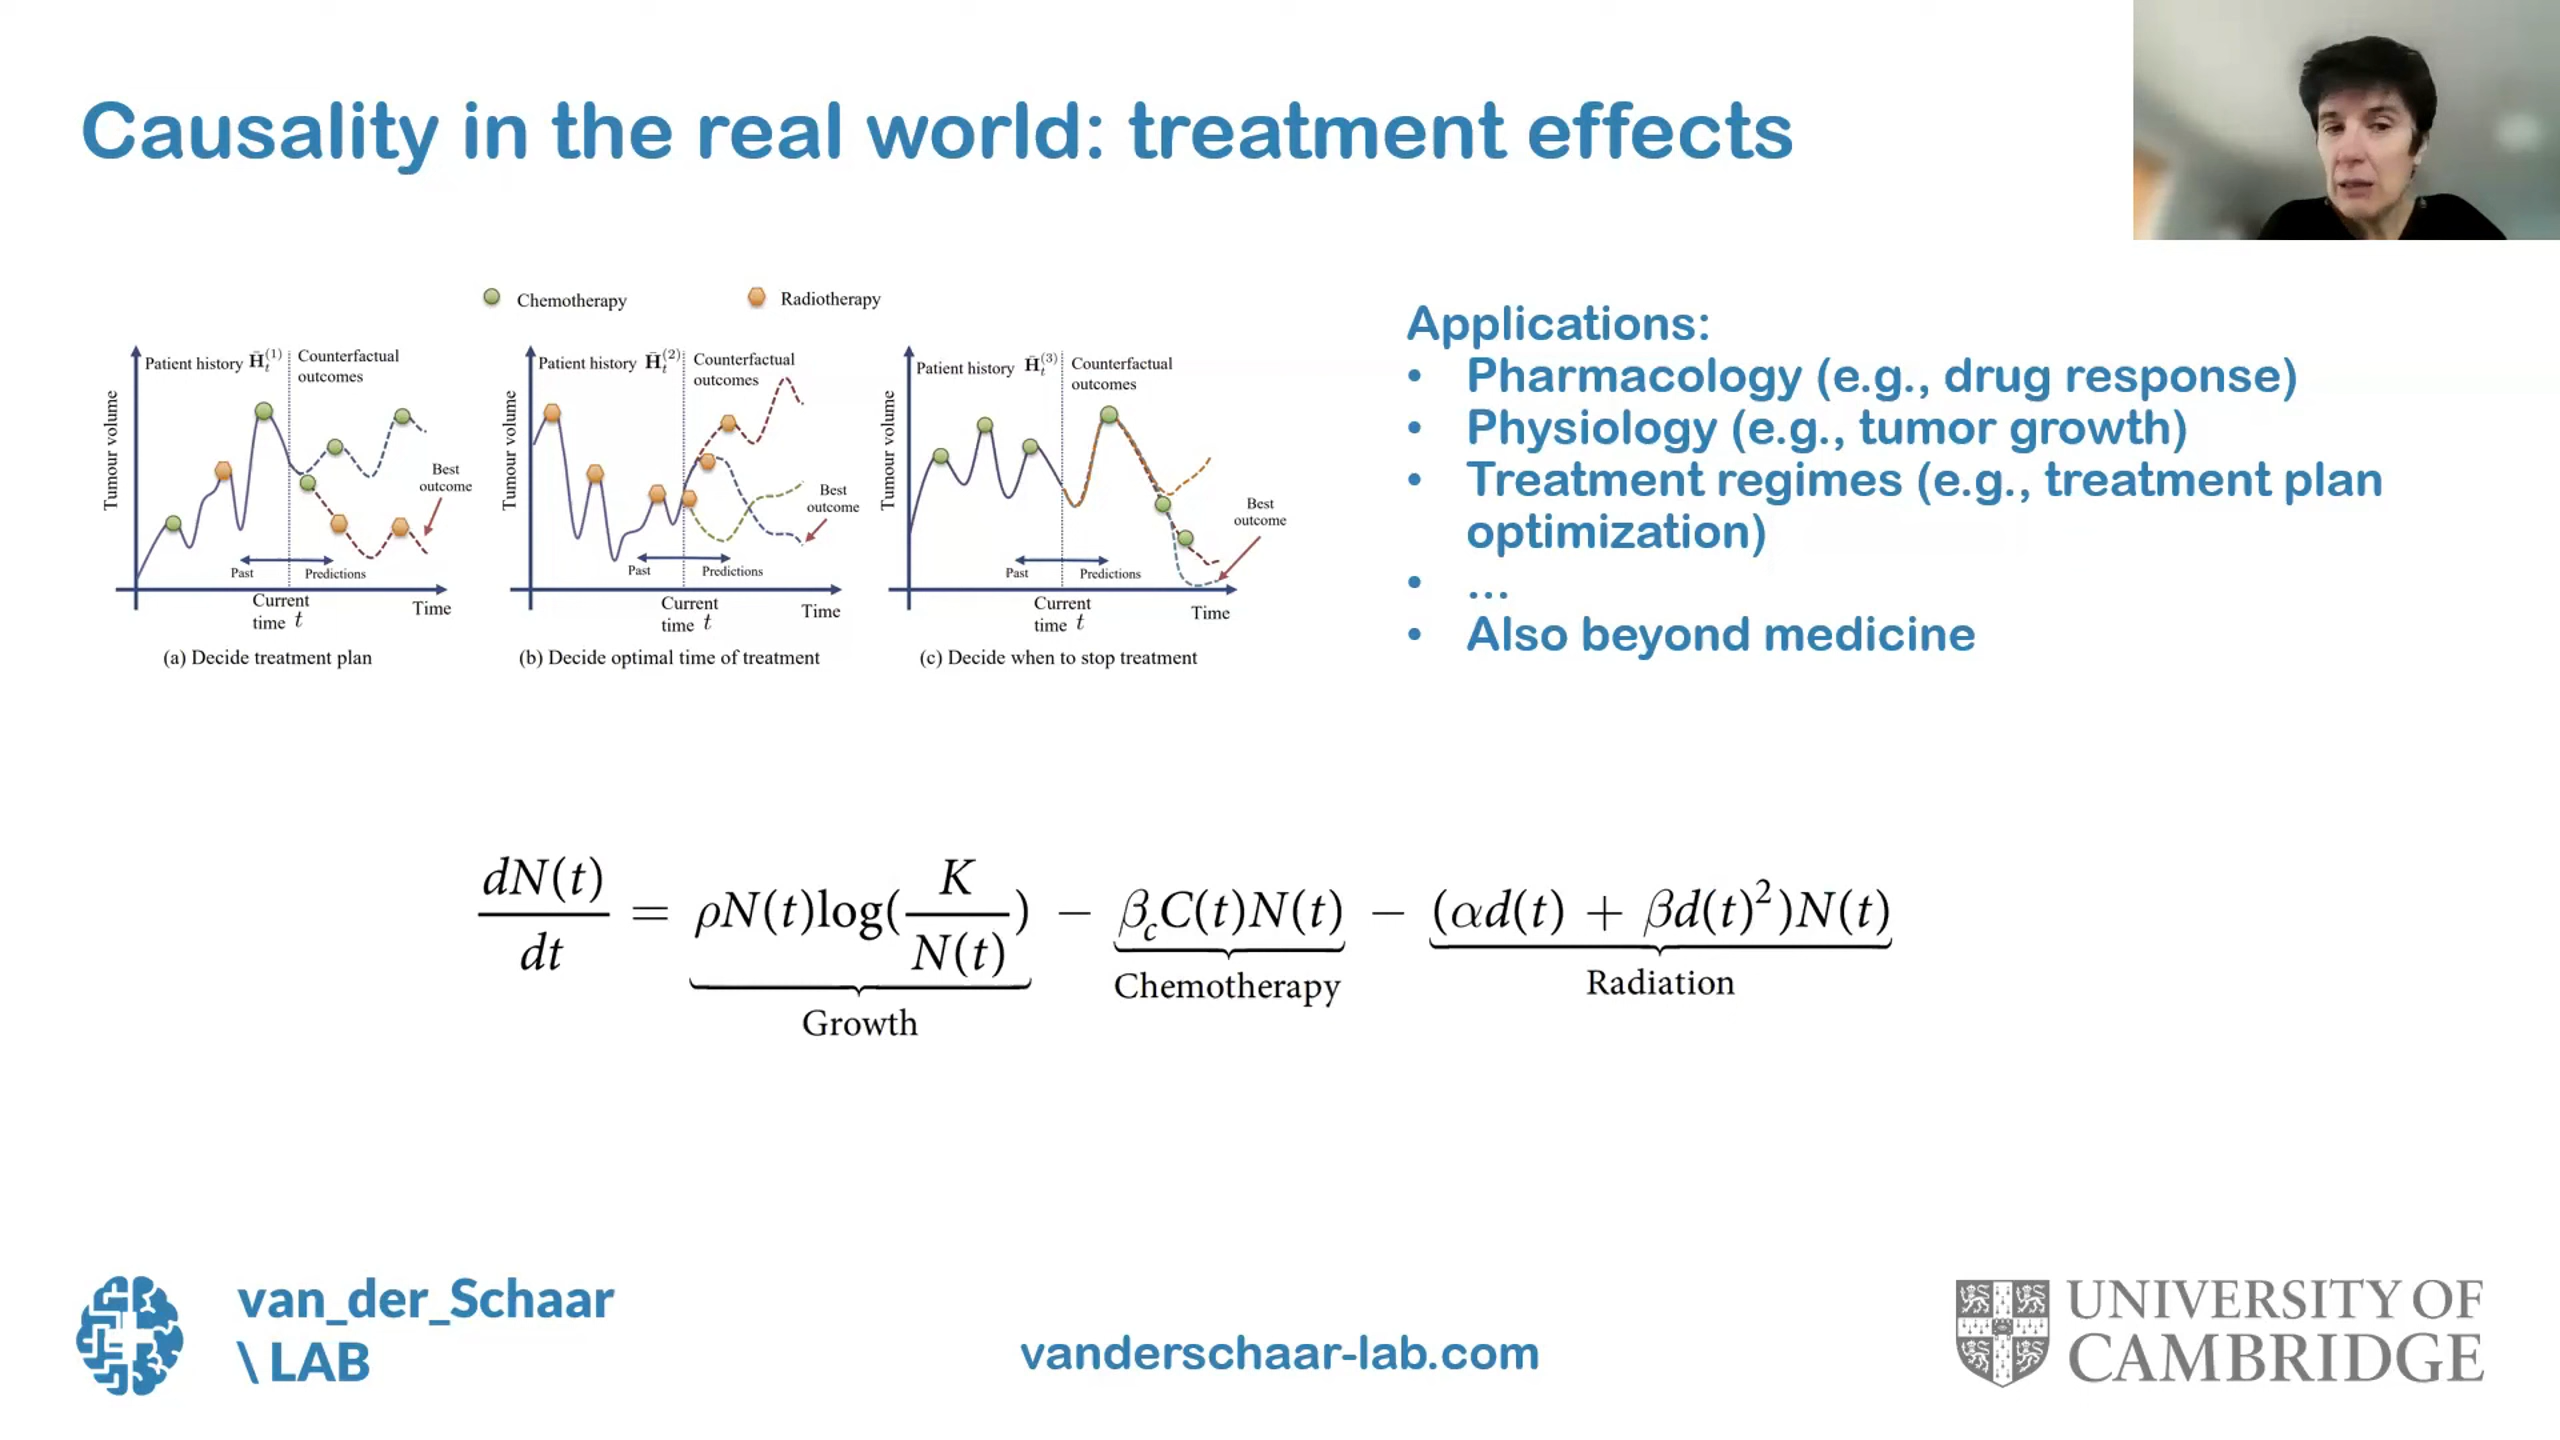 Causality in the real world: treatment effects
Chemotherapy
Radiotherapy
Tumour volume
Patient history H̄_t^(1)
Counterfactual
outcomes
Best
outcome
Past
Predictions
Current
time t
Time
(a) Decide treatment plan
Tumour volume
Patient history H̄_t^(2)
Counterfactual
outcomes
Best
outcome
Past
Predictions
Current
time t
Time
(b) Decide optimal time of treatment
Tumour volume
Patient history H̄_t^(3)
Counterfactual
outcomes
Best
outcome
Past
Predictions
Current
time t
Time
(c) Decide when to stop treatment
Applications:
• Pharmacology (e.g., drug response)
• Physiology (e.g., tumor growth)
• Treatment regimes (e.g., treatment plan
optimization)
• ...
• Also beyond medicine
dN(t)/dt = ρN(t)log(K/N(t)) − β_cC(t)N(t) − (αd(t) + βd(t)²)N(t)
Growth
Chemotherapy
Radiation
van_der_Schaar
\ LAB
vanderschaar-lab.com
UNIVERSITY OF
CAMBRIDGE